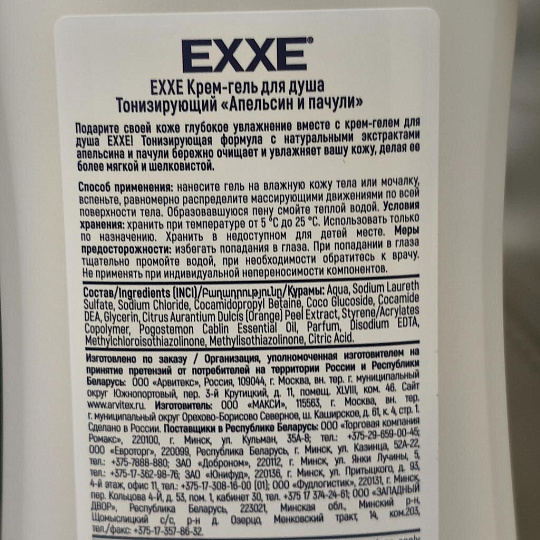 EXXE®
EXXE Крем-гель для душа
Тонизирующий «Апельсин и пачули»
Подарите своей коже глубокое увлажнение вместе с крем-гелем для
душа EXXE! Тонизирующая формула с натуральными экстрактами
апельсина и пачули бережно очищает и увлажняет вашу кожу, делая ее
более мягкой и шелковистой.
Способ применения: нанесите гель на влажную кожу тела или мочалку,
вспеньте, равномерно распределите массирующими движениями по всей
поверхности тела. Образовавшуюся пену смойте теплой водой. Условия
хранения: хранить при температуре от 5 °C до 25 °C. Использовать только
по назначению. Хранить в недоступном для детей месте. Меры
предосторожности: избегать попадания в глаза. При попадании в глаза
тщательно промойте водой, при необходимости обратитесь к врачу.
Не применять при индивидуальной непереносимости компонентов.
Состав/Ingredients (INCI)/Բաղադրությունը/Курамы: Aqua, Sodium Laureth
Sulfate, Sodium Chloride, Cocamidopropyl Betaine, Coco Glucoside, Cocamide
DEA, Glycerin, Citrus Aurantium Dulcis (Orange) Peel Extract, Styrene/Acrylates
Copolymer, Pogostemon Cablin Essential Oil, Parfum, Disodium EDTA,
Methylchloroisothiazolinone, Methylisothiazolinone, Citric Acid.
Изготовлено по заказу / Организация, уполномоченная изготовителем на
принятие претензий от потребителей на территории России и Республики
Беларусь: ООО «Арвитекс», Россия, 109044, г. Москва, вн. тер. г. муниципальный
округ Южнопортовый, пер. 3-й Крутицкий, д. 11, помещ. XLVIII, ком. 46. Сайт
www.arvitex.ru. Изготовитель: ООО «МАКСИ», 115563, г. Москва, вн. тер.
г. муниципальный округ Орехово-Борисово Северное, ш. Каширское, д. 61, к. 4, стр. 1.
Сделано в России. Поставщики в Республике Беларусь: ООО «Торговая компания
Ромакс», 220100, г. Минск, ул. Кульман, 35А-8; тел.: +375-29-659-00-45;
ООО «Евроторг», 220099, Республика Беларусь, г. Минск, ул. Казинца, 52А-22,
тел.: +375-7888-880; ЗАО «Доброном», 220112, г. Минск, ул. Янки Лучины, 5,
тел.: +375-17-362-98-76; ЗАО «Юнифуд», 220136, г. Минск, ул. Притыцкого, д. 93,
4-й этаж, офис 11, тел.: +375-17-308-16-00 (01); ООО «Фудлогистик», 220131, г. Минск,
пер. Кольцова 4-й, д. 53, пом. 1, кабинет 30, тел. +375 17 374-24-61; ООО «ЗАПАДНЫЙ
ДВОР», Республика Беларусь, 223021, Минская обл., Минский р-н,
Щомыслицкий с/с, р-н д. Озерцо, Менковский тракт, 14, ком.203,
тел./факс: +375-17-357-86-32.